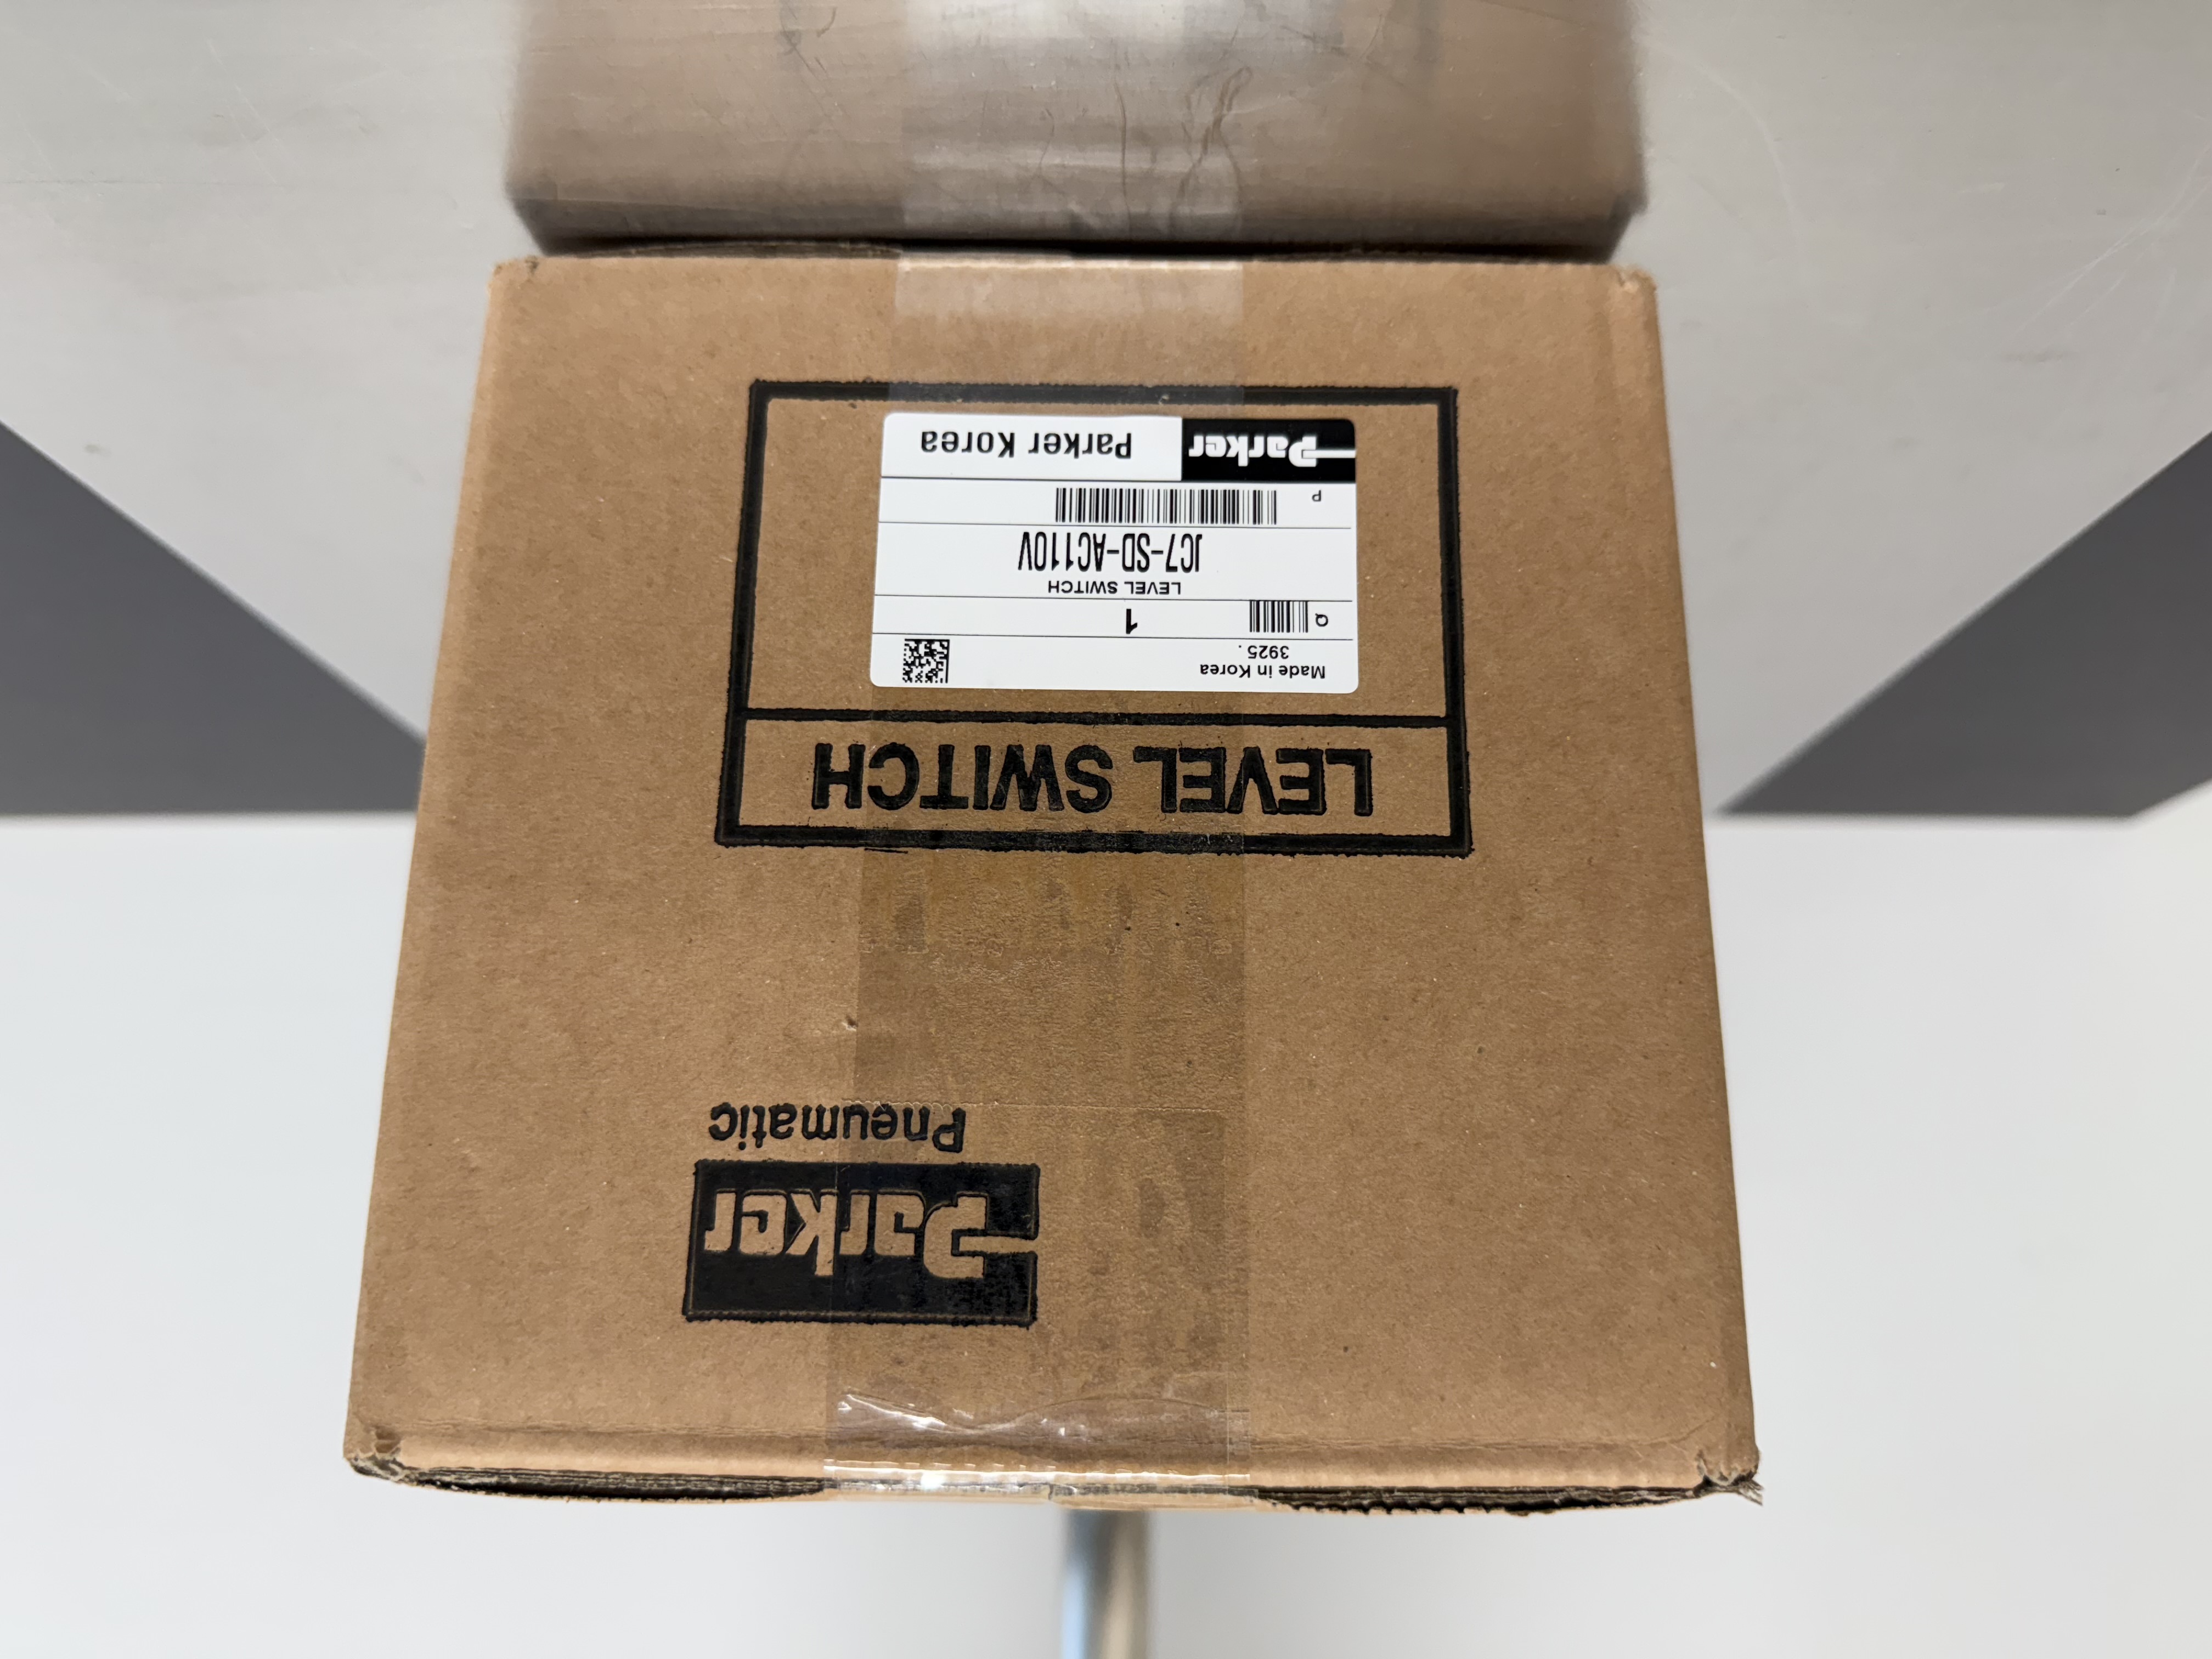 Parker
Pneumatic
LEVEL SWITCH
Made in Korea
3925 .
Q 1
LEVEL SWITCH
JC7-SD-AC110V
P
Parker Parker Korea